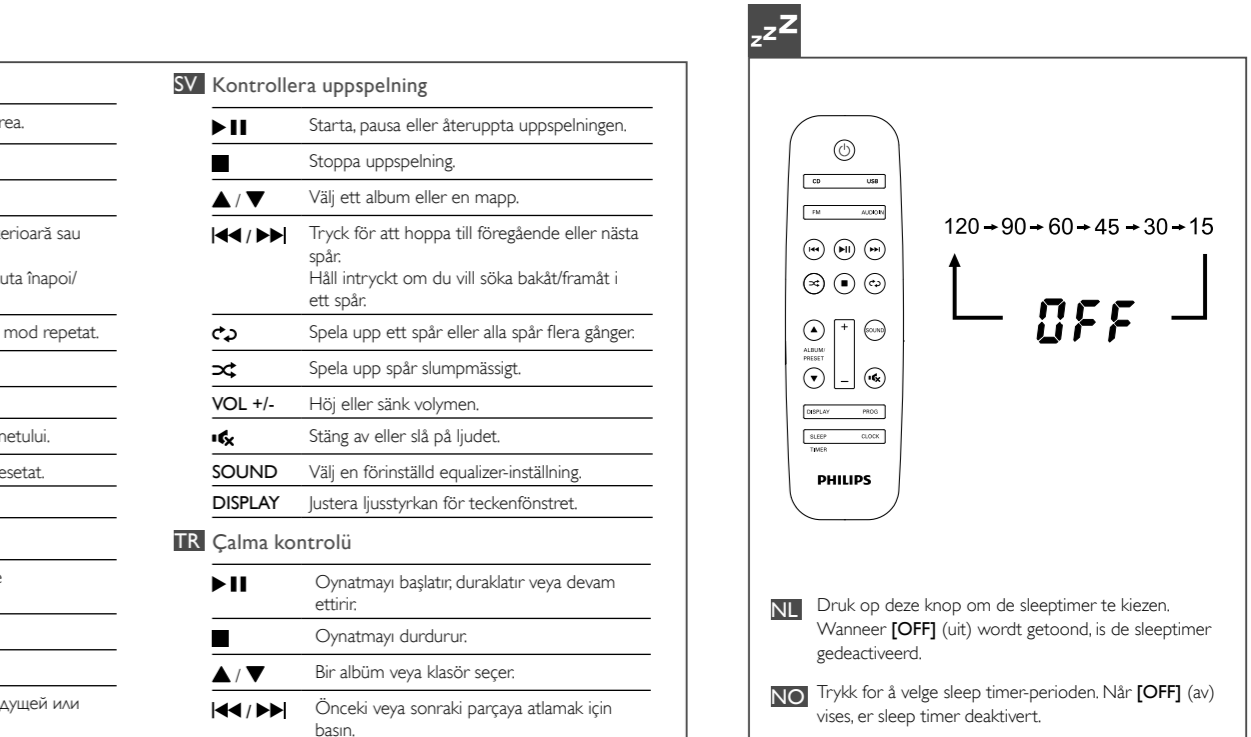 rea.
erioară sau
uta înapoi/
mod repetat.
netului.
esetat.
e
дущей или
SV Kontrollera uppspelning
Starta, pausa eller återuppta uppspelningen.
Stoppa uppspelning.
/ Välj ett album eller en mapp.
/ Tryck för att hoppa till föregående eller nästa
spår.
Håll intryckt om du vill söka bakåt/framåt i
ett spår.
Spela upp ett spår eller alla spår flera gånger.
Spela upp spår slumpmässigt.
VOL +/- Höj eller sänk volymen.
Stäng av eller slå på ljudet.
SOUND Välj en förinställd equalizer-inställning.
DISPLAY Justera ljusstyrkan för teckenfönstret.
TR Çalma kontrolü
Oynatmayı başlatır, duraklatır veya devam
ettirir.
Oynatmayı durdurur.
/ Bir albüm veya klasör seçer.
/ Önceki veya sonraki parçaya atlamak için
basın.
zzZ
CD USB
FM AUDIO IN
+ SOUND
ALBUM/
PRESET
–
DISPLAY PROG
SLEEP CLOCK
TIMER
PHILIPS
120→90→60→45→30→15
OFF
NL Druk op deze knop om de sleeptimer te kiezen.
Wanneer [OFF] (uit) wordt getoond, is de sleeptimer
gedeactiveerd.
NO Trykk for å velge sleep timer-perioden. Når [OFF] (av)
vises, er sleep timer deaktivert.